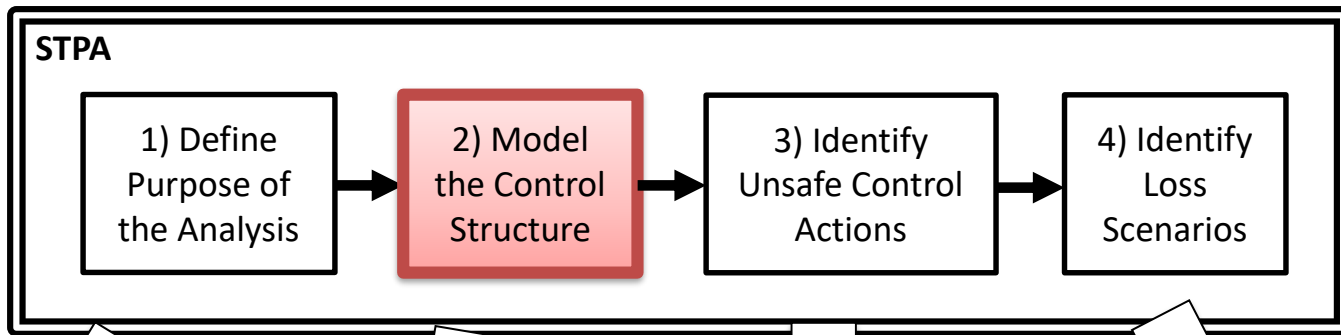 STPA
1) Define
Purpose of
the Analysis
2) Model
the Control
Structure
3) Identify
Unsafe Control
Actions
4) Identify
Loss
Scenarios